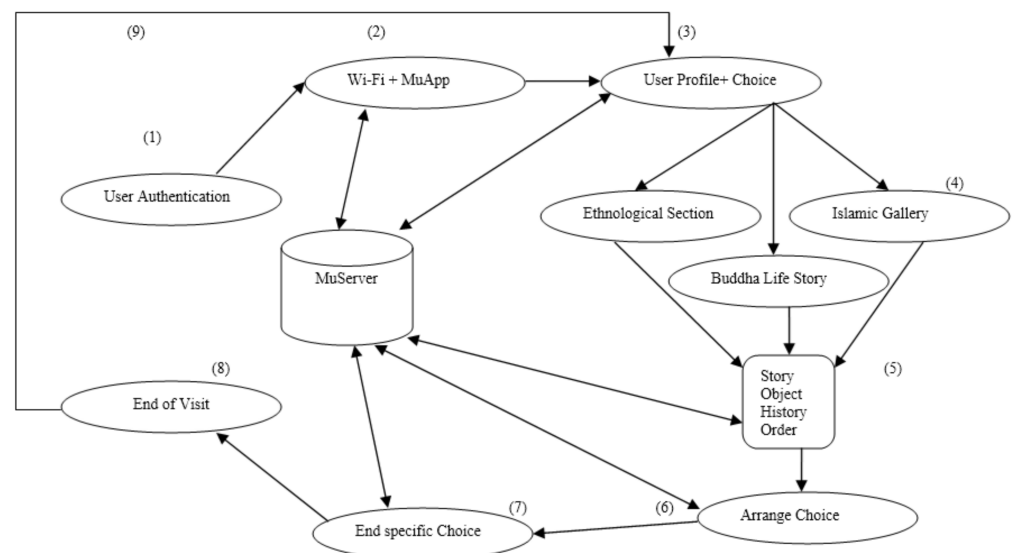 (9)
(2)
(3)
Wi-Fi + MuApp
User Profile+ Choice
(1)
User Authentication
(4)
Ethnological Section
Islamic Gallery
MuServer
Buddha Life Story
(8)
(5)
End of Visit
Story
Object
History
Order
(7)
(6)
End specific Choice
Arrange Choice